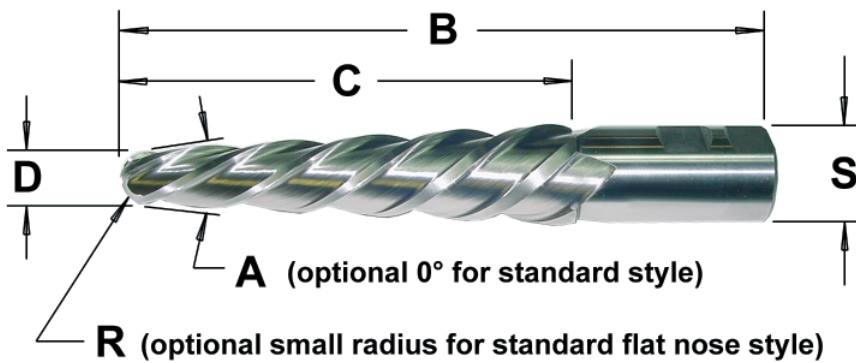 B
C
D
S
A (optional 0° for standard style)
R (optional small radius for standard flat nose style)